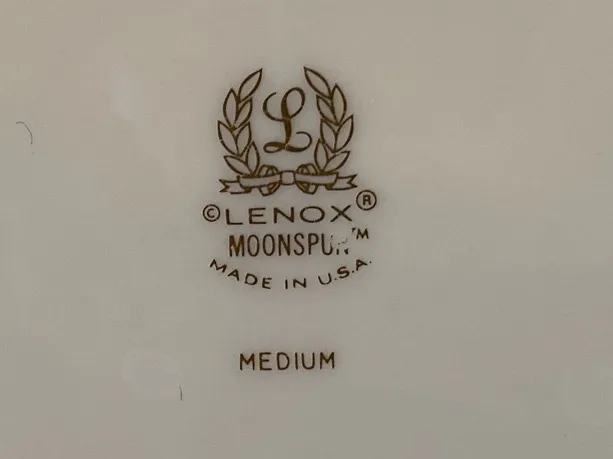 L
© LENOX ®
MOONSPUN™
MADE IN U.S.A.
MEDIUM